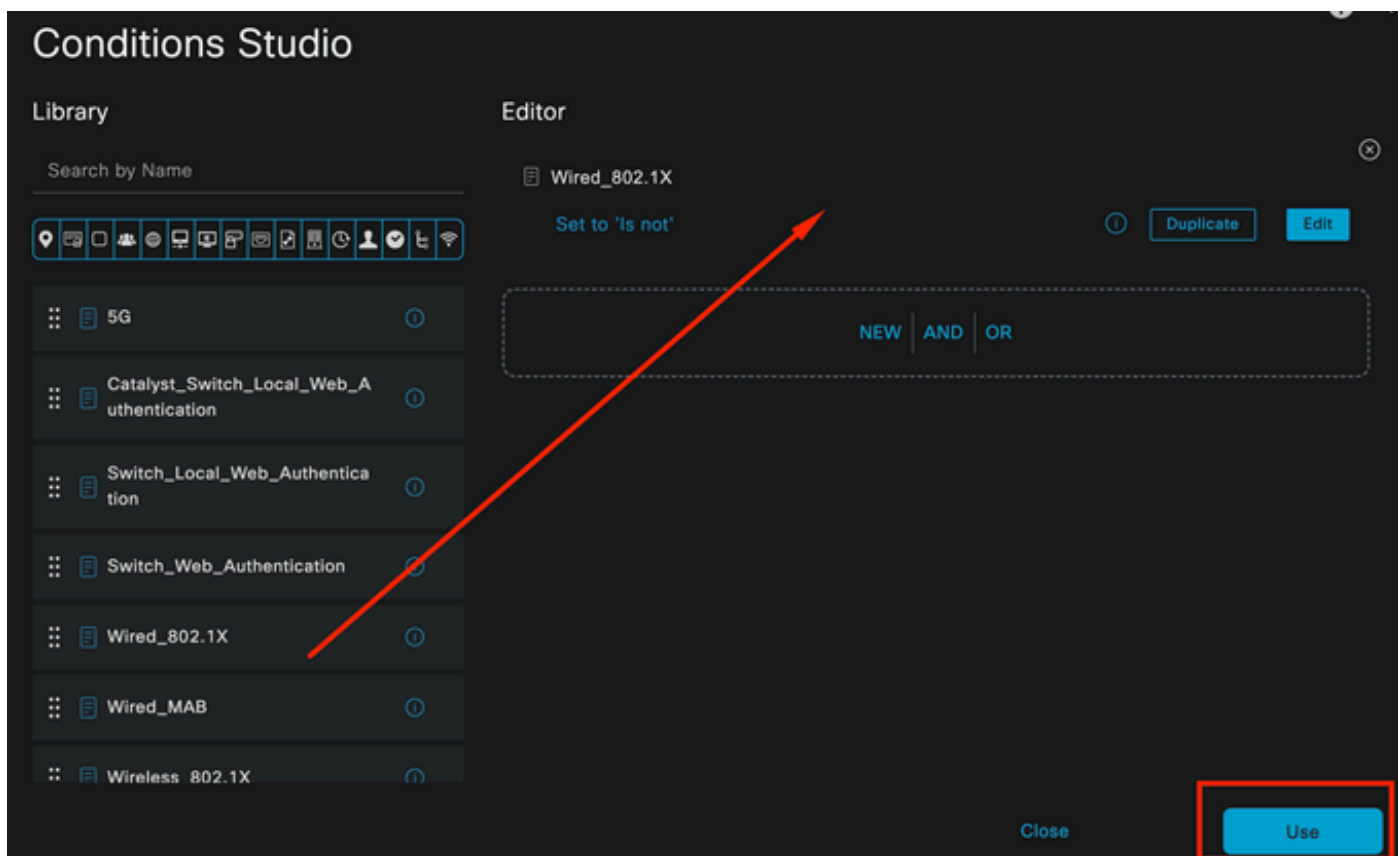 Conditions Studio
Library
Search by Name
5G
Catalyst_Switch_Local_Web_A
uthentication
Switch_Local_Web_Authentica
tion
Switch_Web_Authentication
Wired_802.1X
Wired_MAB
Wireless_802.1X
Editor
Wired_802.1X
Set to 'Is not'
Duplicate
Edit
NEW AND OR
Close
Use